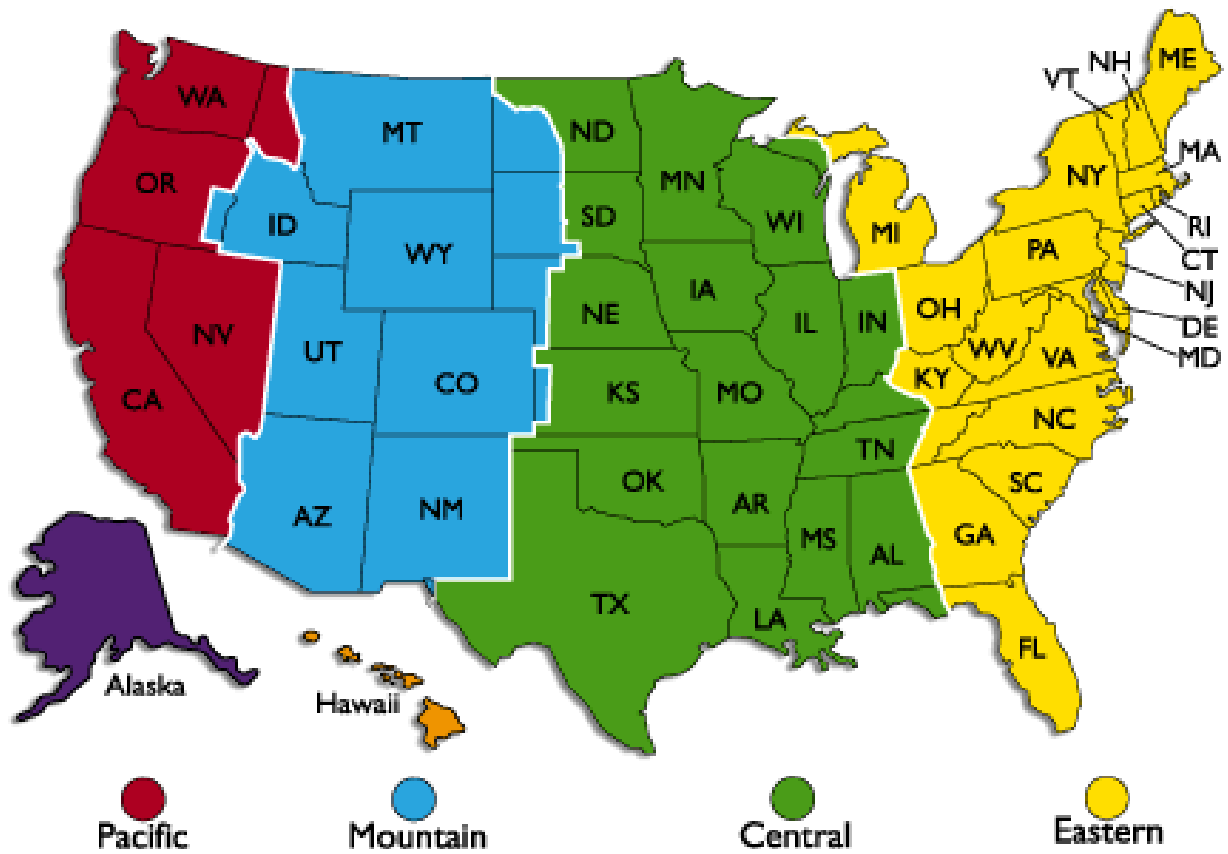 ME
NH
VT
WA
MT
ND
MA
OR
MN
NY
ID
SD
WI
MI
RI
WY
PA
CT
IA
NJ
NV
NE
IL
IN
OH
DE
UT
WV
VA
MD
CA
CO
KS
MO
KY
NC
TN
OK
SC
AZ
NM
AR
MS
AL
GA
TX
LA
FL
Alaska
Hawaii
Pacific
Mountain
Central
Eastern